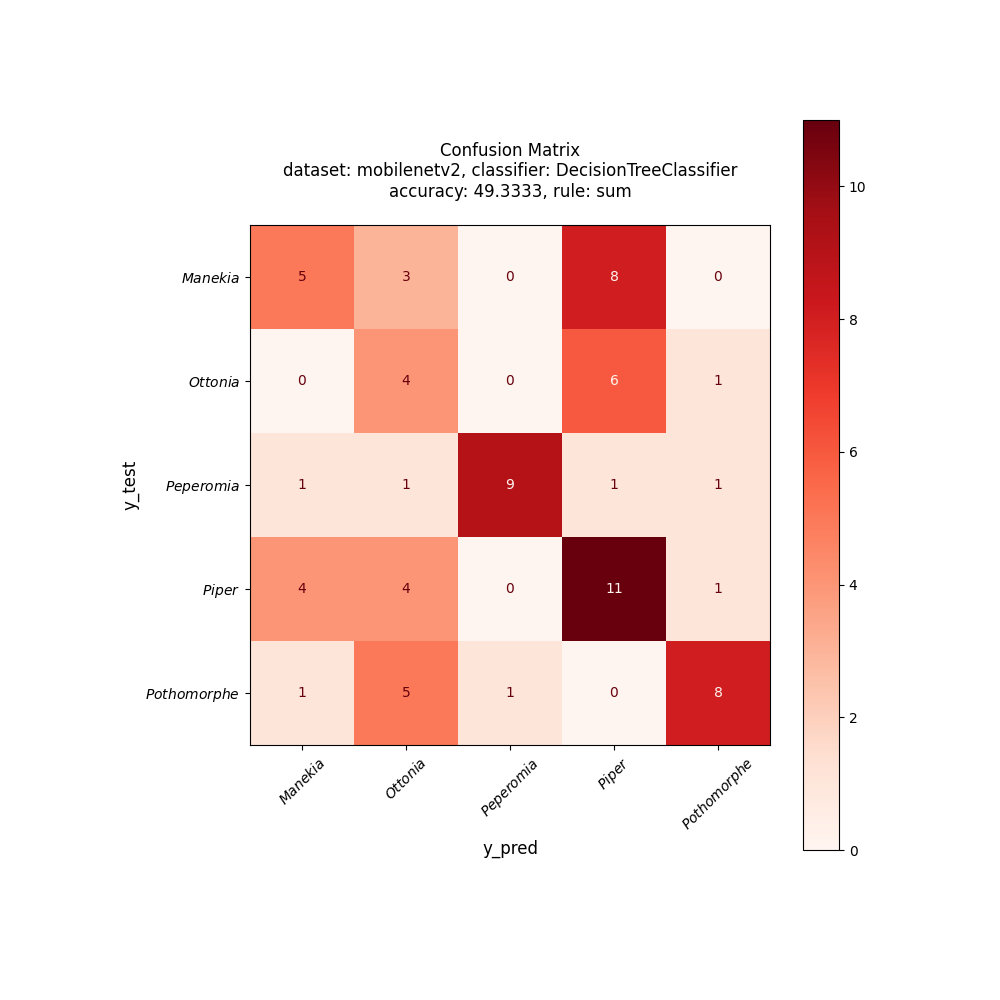 Confusion Matrix
dataset: mobilenetv2, classifier: DecisionTreeClassifier
accuracy: 49.3333, rule: sum
y_test
Manekia 5 3 0 8 0
Ottonia 0 4 0 6 1
Peperomia 1 1 9 1 1
Piper 4 4 0 11 1
Pothomorphe 1 5 1 0 8
Manekia Ottonia Peperomia Piper Pothomorphe
y_pred
10
8
6
4
2
0